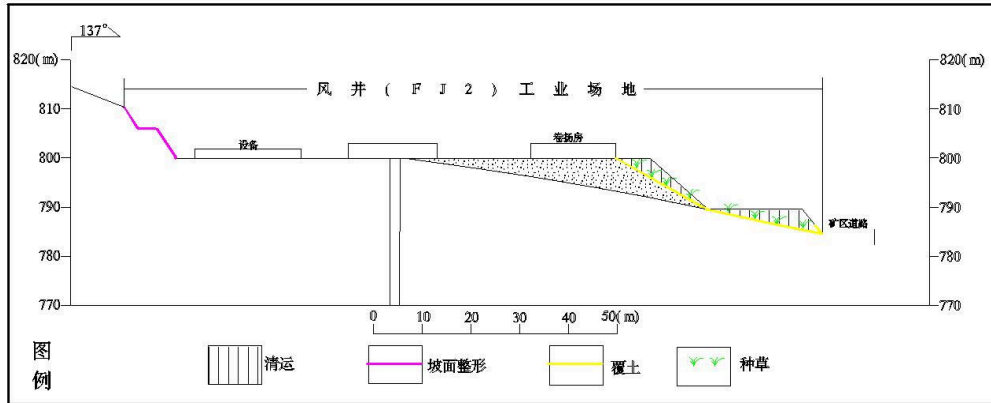 137°
820(m)
820(m)
风井(FJ2)工业场地
810
810
设备
卷扬房
800
800
790
790
矿区道路
780
780
770
770
0 10 20 30 40 50(m)
图例
清运
坡面整形
覆土
种草